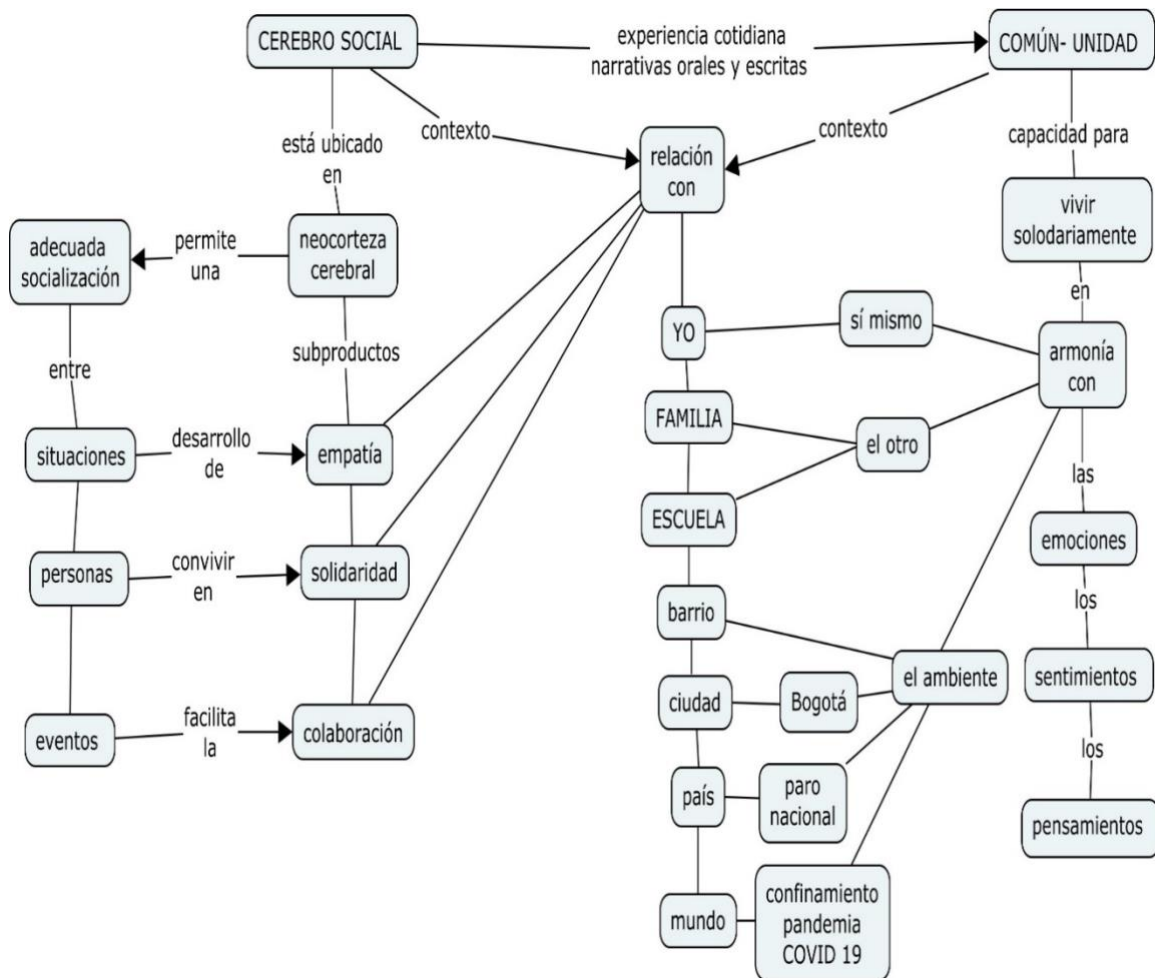 CEREBRO SOCIAL
experiencia cotidiana
narrativas orales y escritas
COMÚN- UNIDAD
contexto
contexto
está ubicado
en
capacidad para
relación
con
vivir
solodariamente
adecuada
socialización
permite
una
neocorteza
cerebral
en
YO
sí mismo
armonía
con
subproductos
entre
FAMILIA
el otro
situaciones
desarrollo
de
empatía
las
ESCUELA
emociones
personas
convivir
en
solidaridad
los
barrio
el ambiente
sentimientos
ciudad
Bogotá
eventos
facilita
la
colaboración
los
país
paro
nacional
pensamientos
mundo
confinamiento
pandemia
COVID 19